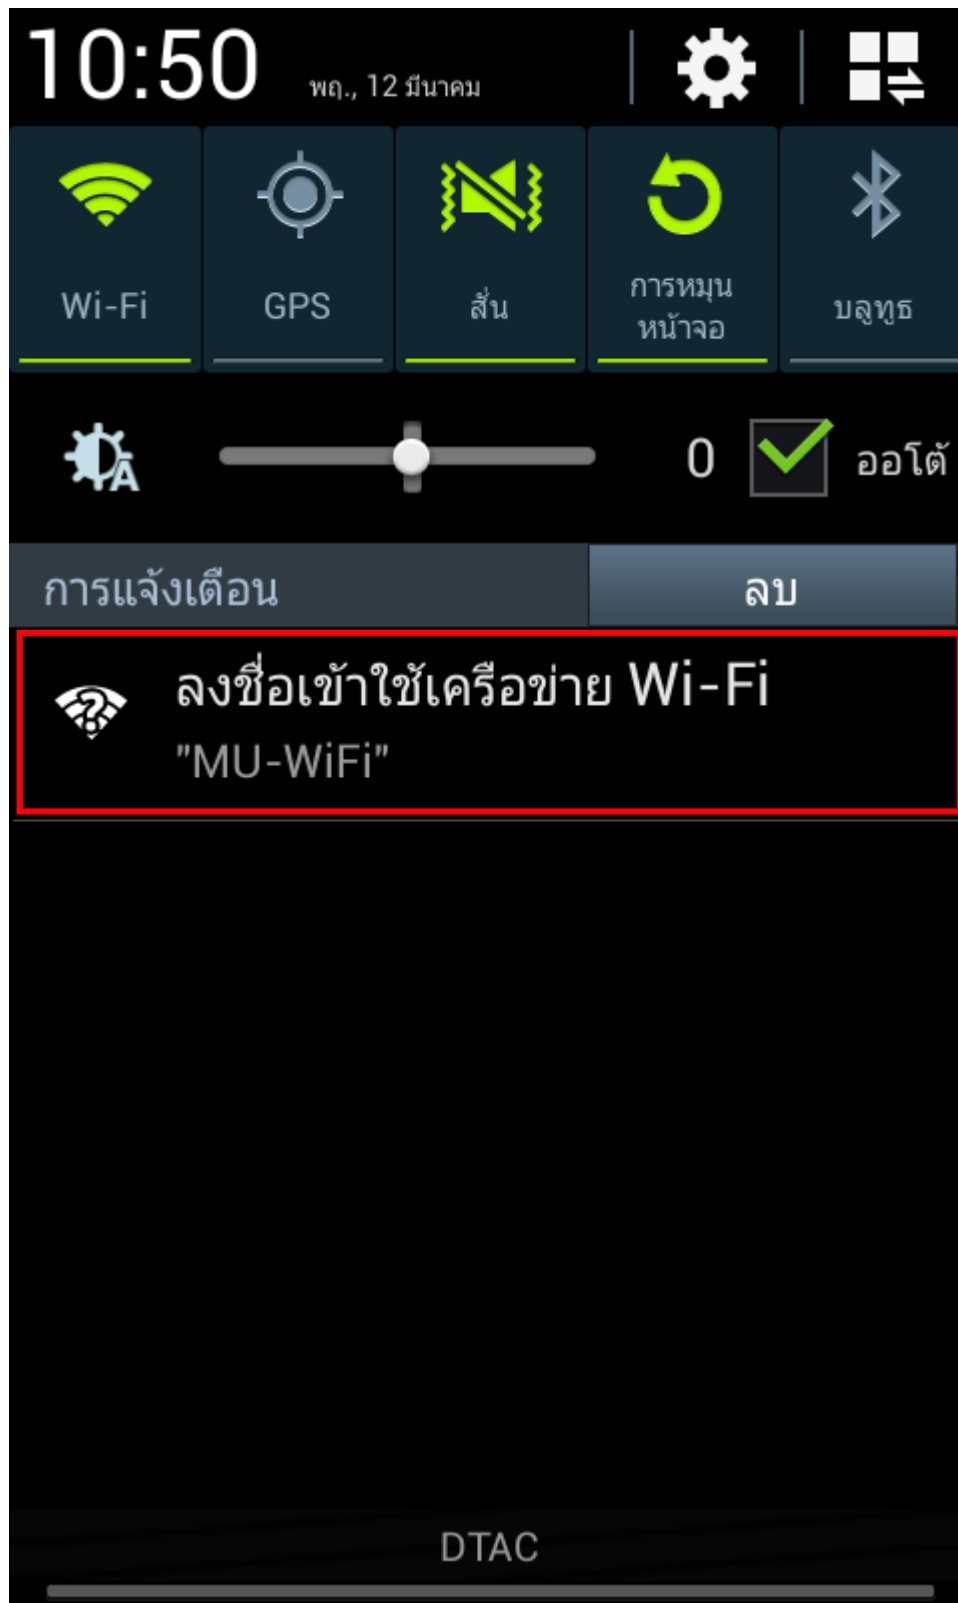 10:50 พฤ., 12 มีนาคม
Wi-Fi
GPS
สั่น
การหมุน
หน้าจอ
บลูทูธ
0 ออโต้
การแจ้งเตือน
ลบ
ลงชื่อเข้าใช้เครือข่าย Wi-Fi
"MU-WiFi"
DTAC